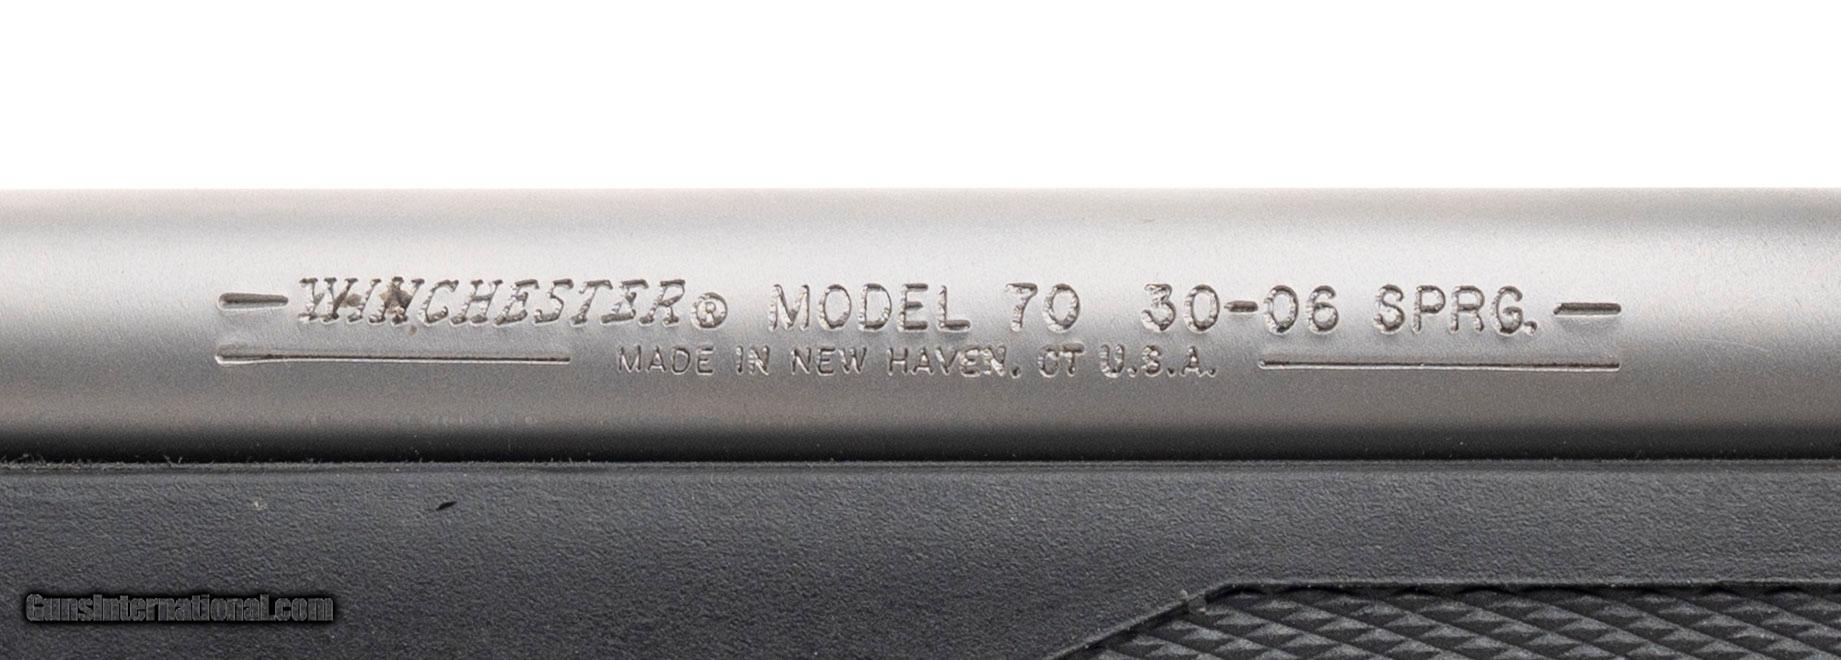 WINCHESTER® MODEL 70 30-06 SPRG.
MADE IN NEW HAVEN, CT U.S.A.
GunsInternational.com